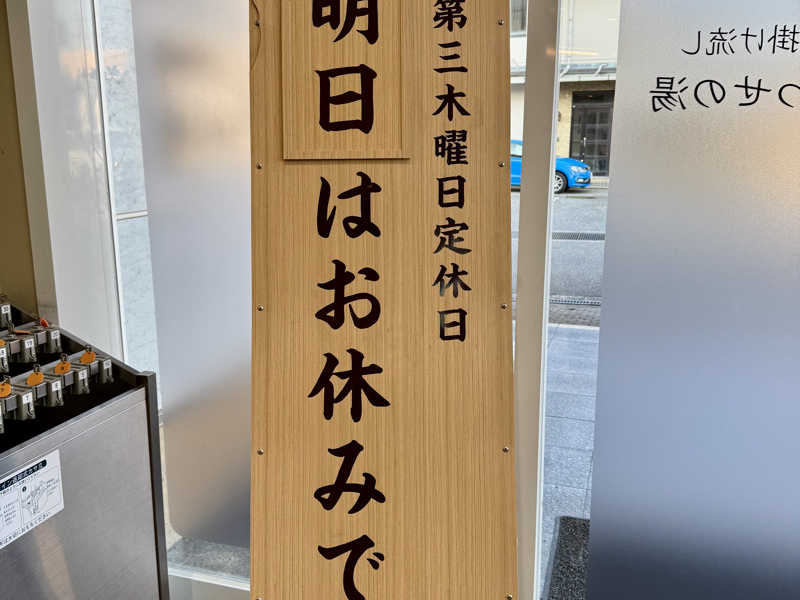 第三木曜日定休日
明日はお休みで
掛け流し
わせの湯